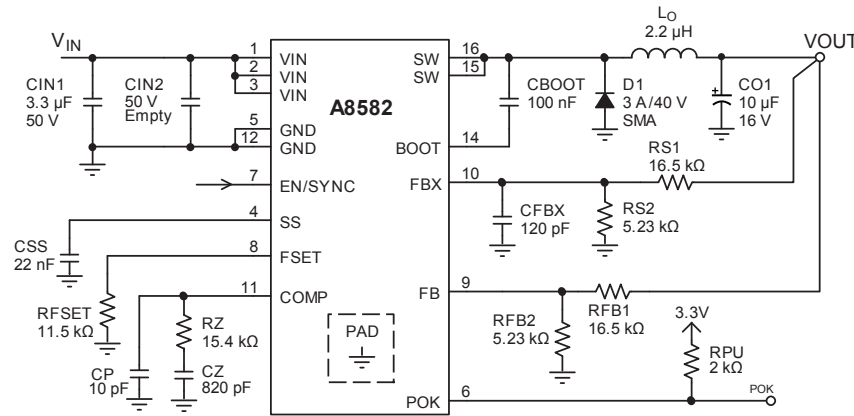 VIN
CIN1
3.3 µF
50 V
CIN2
50 V
Empty
1
2
3
5
12
7
4
8
11
VIN
VIN
VIN
GND
GND
EN/SYNC
SS
FSET
COMP
A8582
PAD
SW
SW
BOOT
FBX
FB
POK
16
15
14
10
9
6
CBOOT
100 nF
D1
3 A/40 V
SMA
LO
2.2 µH
VOUT
CO1
10 µF
16 V
+
RS1
16.5 kΩ
RS2
5.23 kΩ
CFBX
120 pF
CSS
22 nF
RFSET
11.5 kΩ
RZ
15.4 kΩ
CP
10 pF
CZ
820 pF
RFB2
5.23 kΩ
RFB1
16.5 kΩ
3.3V
RPU
2 kΩ
POK